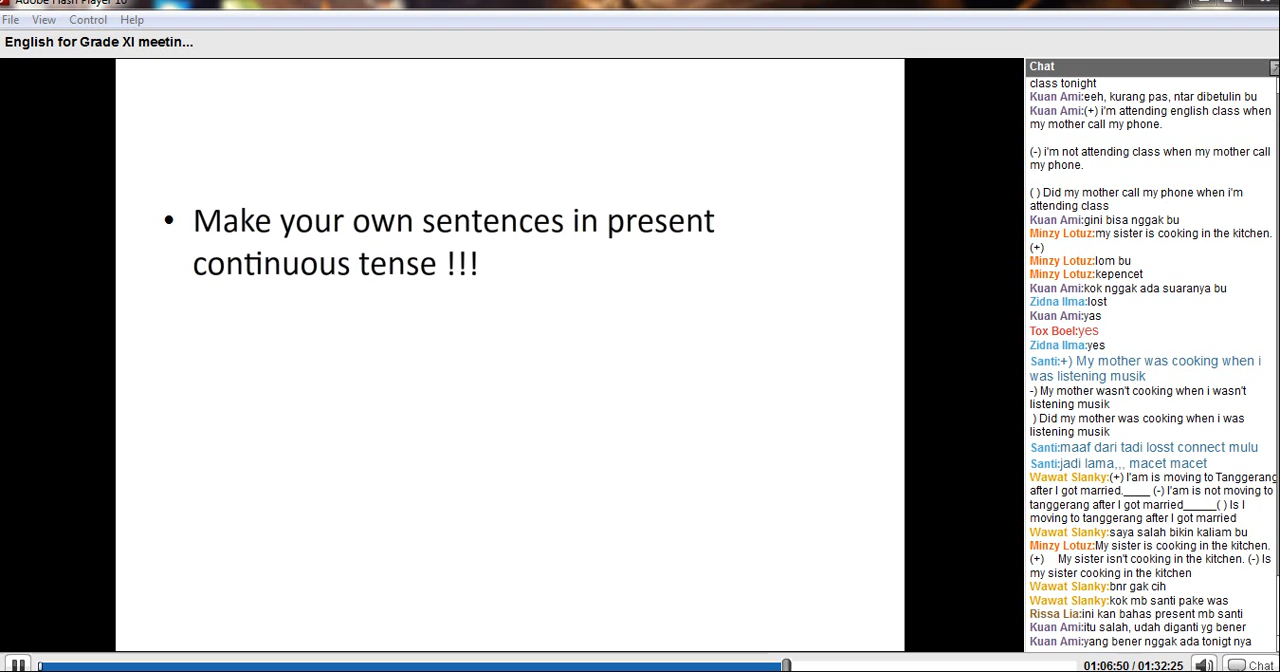 Adobe Flash Player 10
File View Control Help
English for Grade XI meetin...
• Make your own sentences in present
continuous tense !!!
Chat
class tonight
Kuan Ami:eeh, kurang pas, ntar dibetulin bu
Kuan Ami:(+) i'm attending english class when
my mother call my phone.
(-) i'm not attending class when my mother call
my phone.
( ) Did my mother call my phone when i'm
attending class
Kuan Ami:gini bisa nggak bu
Minzy Lotuz:my sister is cooking in the kitchen.
(+)
Minzy Lotuz:lom bu
Minzy Lotuz:kepencet
Kuan Ami:kok nggak ada suaranya bu
Zidna Ilma:lost
Kuan Ami:yas
Tox Boel:yes
Zidna Ilma:yes
Santi:+) My mother was cooking when i
was listening musik
-) My mother wasn't cooking when i wasn't
listening musik
) Did my mother was cooking when i was
listening musik
Santi:maaf dari tadi losst connect mulu
Santi:jadi lama,,, macet macet
Wawat Slanky:(+) I'am is moving to Tanggerang
after I got married.____ (-) I'am is not moving to
tanggerang after I got married______( ) Is I
moving to tanggerang after I got married
Wawat Slanky:saya salah bikin kaliam bu
Minzy Lotuz:My sister is cooking in the kitchen.
(+) My sister isn't cooking in the kitchen. (-) Is
my sister cooking in the kitchen
Wawat Slanky:bnr gak cih
Wawat Slanky:kok mb santi pake was
Rissa Lia:ini kan bahas present mb santi
Kuan Ami:itu salah, udah diganti yg bener
Kuan Ami:yang bener nggak ada tonigt nya
01:06:50 / 01:32:25 Chat